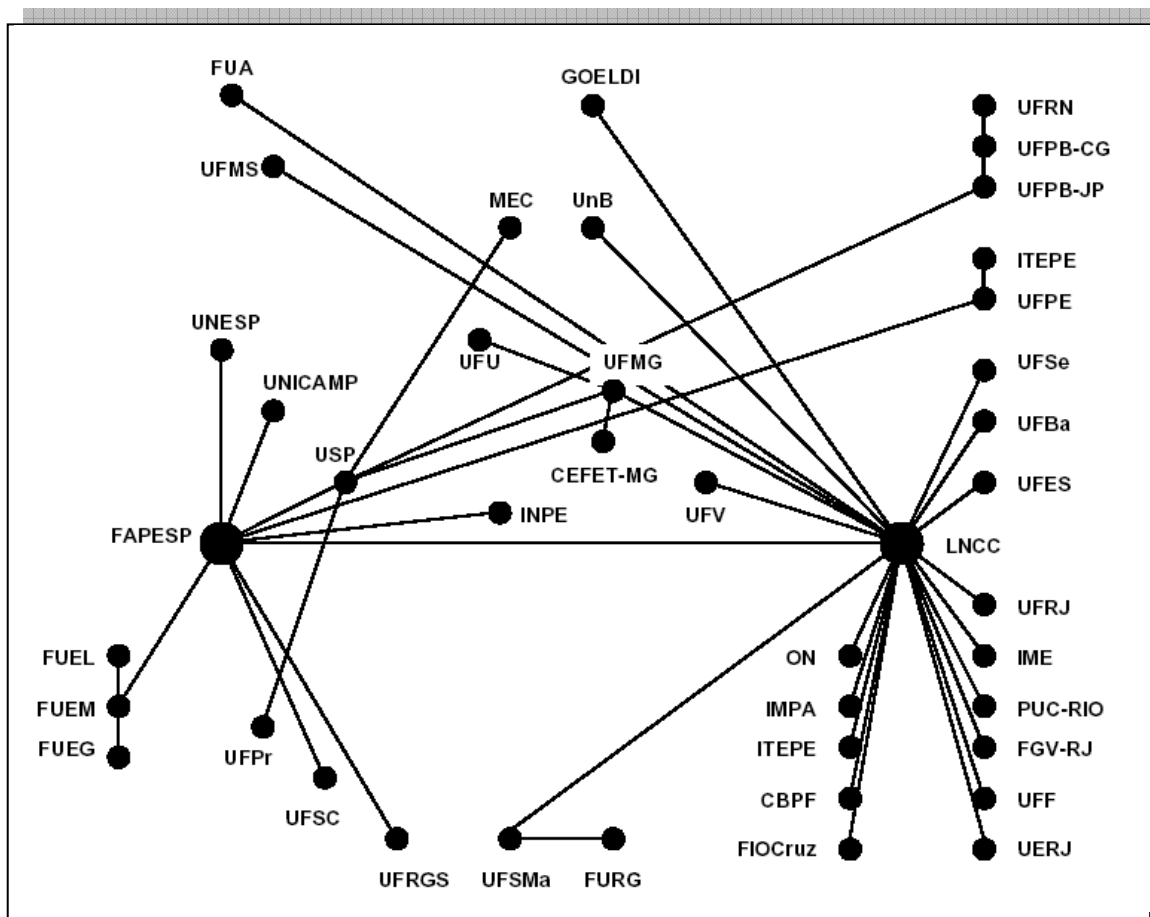 FUA
GOELDI
UFRN
UFPB-CG
UFMS
UFPB-JP
MEC
UnB
ITEPE
UFPE
UNESP
UFU
UFMG
UFSe
UNICAMP
UFBa
USP
CEFET-MG
UFES
INPE
UFV
FAPESP
LNCC
UFRJ
FUEL
ON
IME
FUEM
IMPA
PUC-RIO
FUEG
UFPr
ITEPE
FGV-RJ
CBPF
UFF
UFSC
FIOCruz
UERJ
UFRGS
UFSMa
FURG